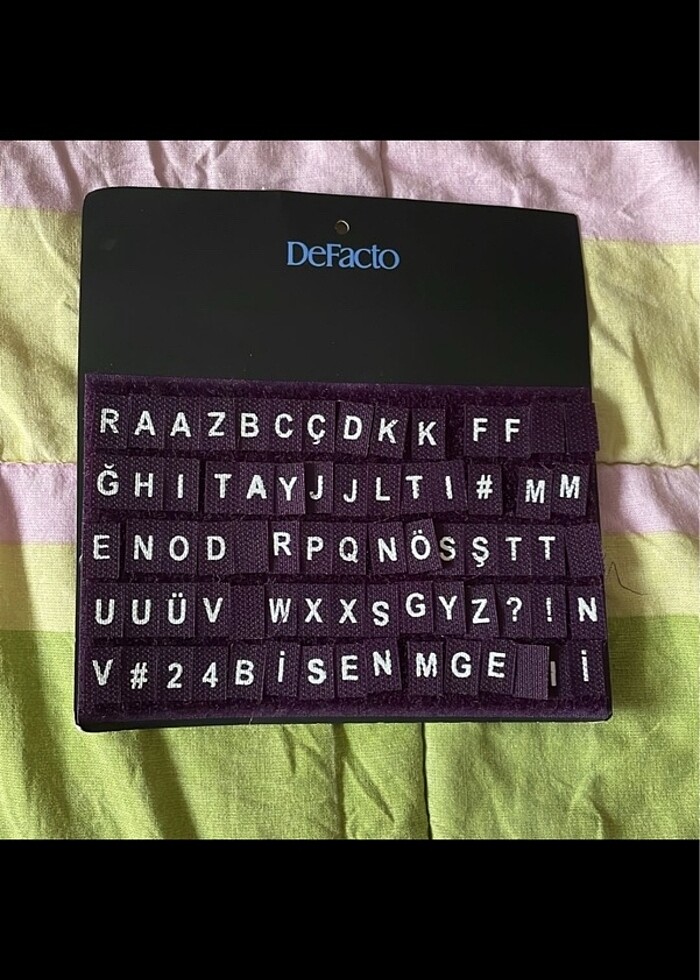 DeFacto
R A A Z B C Ç D K K F F
Ğ H I T A Y J J L T I # M M
E N O D R P Q N Ö S Ş T T
U U Ü V W X X S G Y Z ? ! N
V # 2 4 B İ S E N M G E I İ